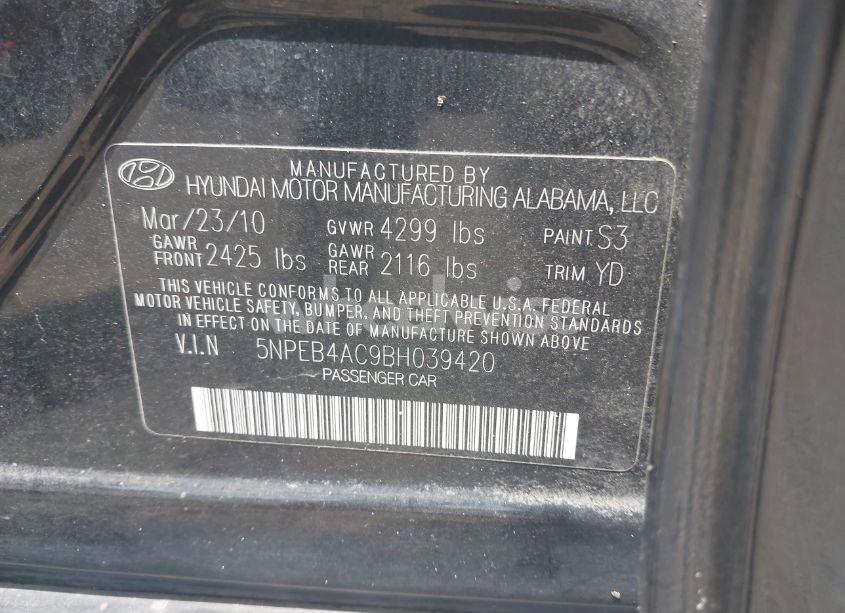 MANUFACTURED BY
HYUNDAI MOTOR MANUFACTURING ALABAMA, LLC
Mar/23/10 GVWR 4299 lbs PAINT S3
GAWR FRONT 2425 lbs GAWR REAR 2116 lbs TRIM YD
THIS VEHICLE CONFORMS TO ALL APPLICABLE U.S.A. FEDERAL
MOTOR VEHICLE SAFETY, BUMPER, AND THEFT PREVENTION STANDARDS
IN EFFECT ON THE DATE OF MANUFACTURE SHOWN ABOVE
V.I.N 5NPEB4AC9BH039420
PASSENGER CAR